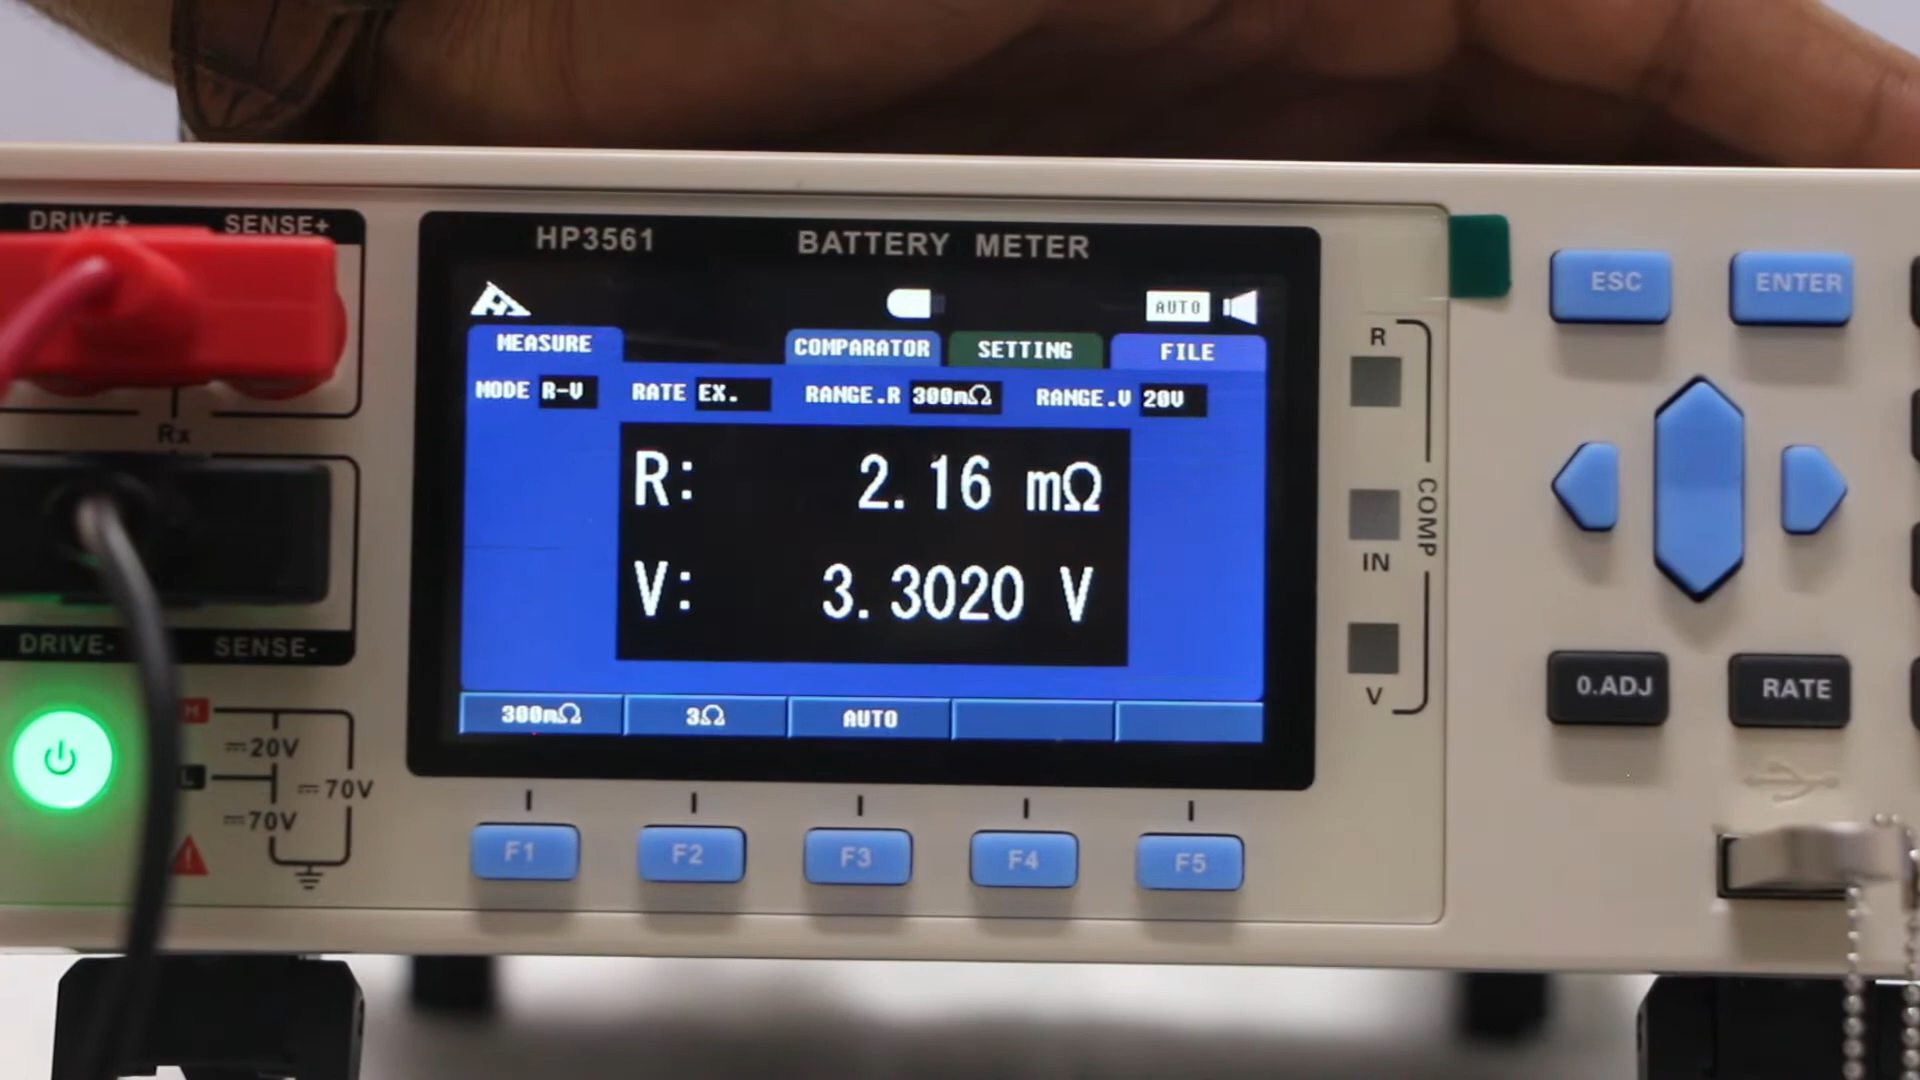 DRIVE+ SENSE+
HP3561 BATTERY METER
AUTO
MEASURE COMPARATOR SETTING FILE
MODE R-V RATE EX. RANGE.R 300mΩ RANGE.V 20V
R: 2.16 mΩ
V: 3.3020 V
300mΩ 3Ω AUTO
F1 F2 F3 F4 F5
Rx
DRIVE- SENSE-
H
⎓20V
L
⎓70V
⎓70V
R
IN
V
COMP
ESC ENTER
0.ADJ RATE